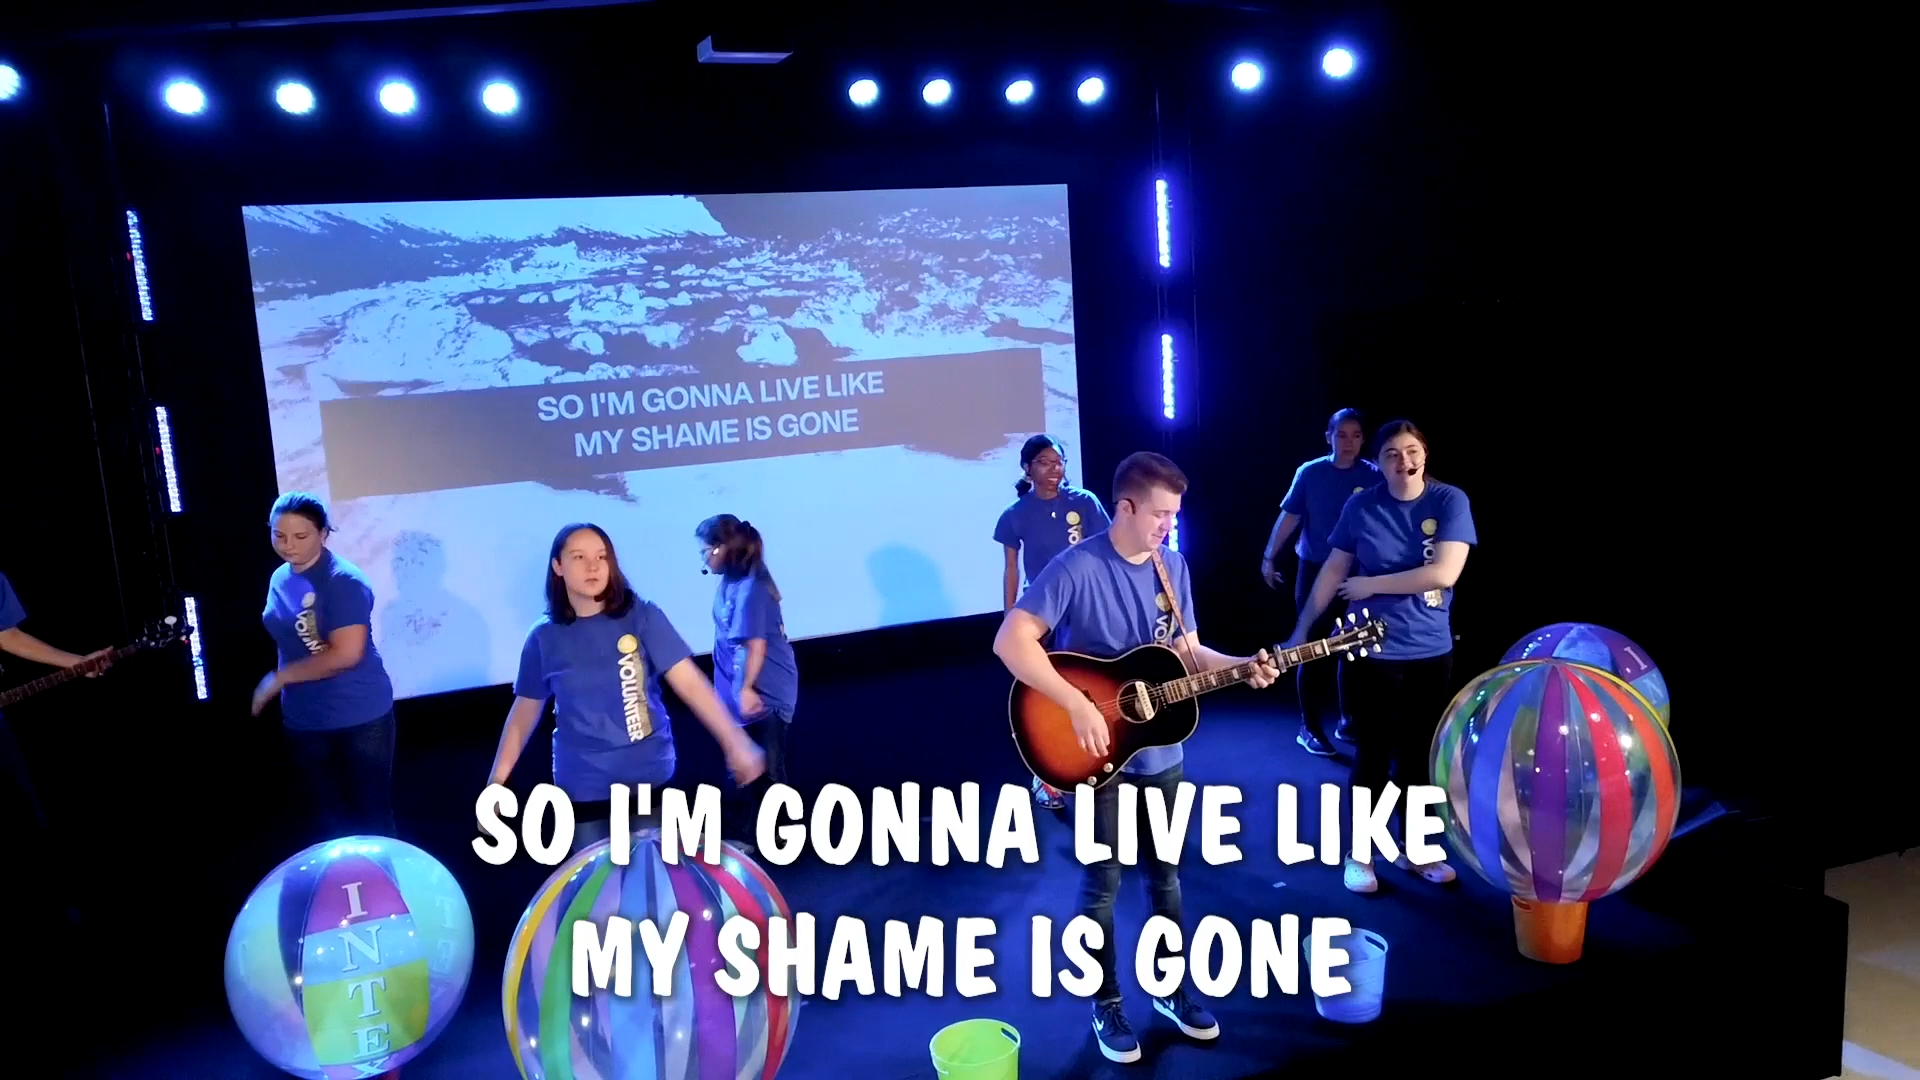 SO I'M GONNA LIVE LIKE
MY SHAME IS GONE
VOLUNTEER
INTEX
SO I'M GONNA LIVE LIKE
MY SHAME IS GONE